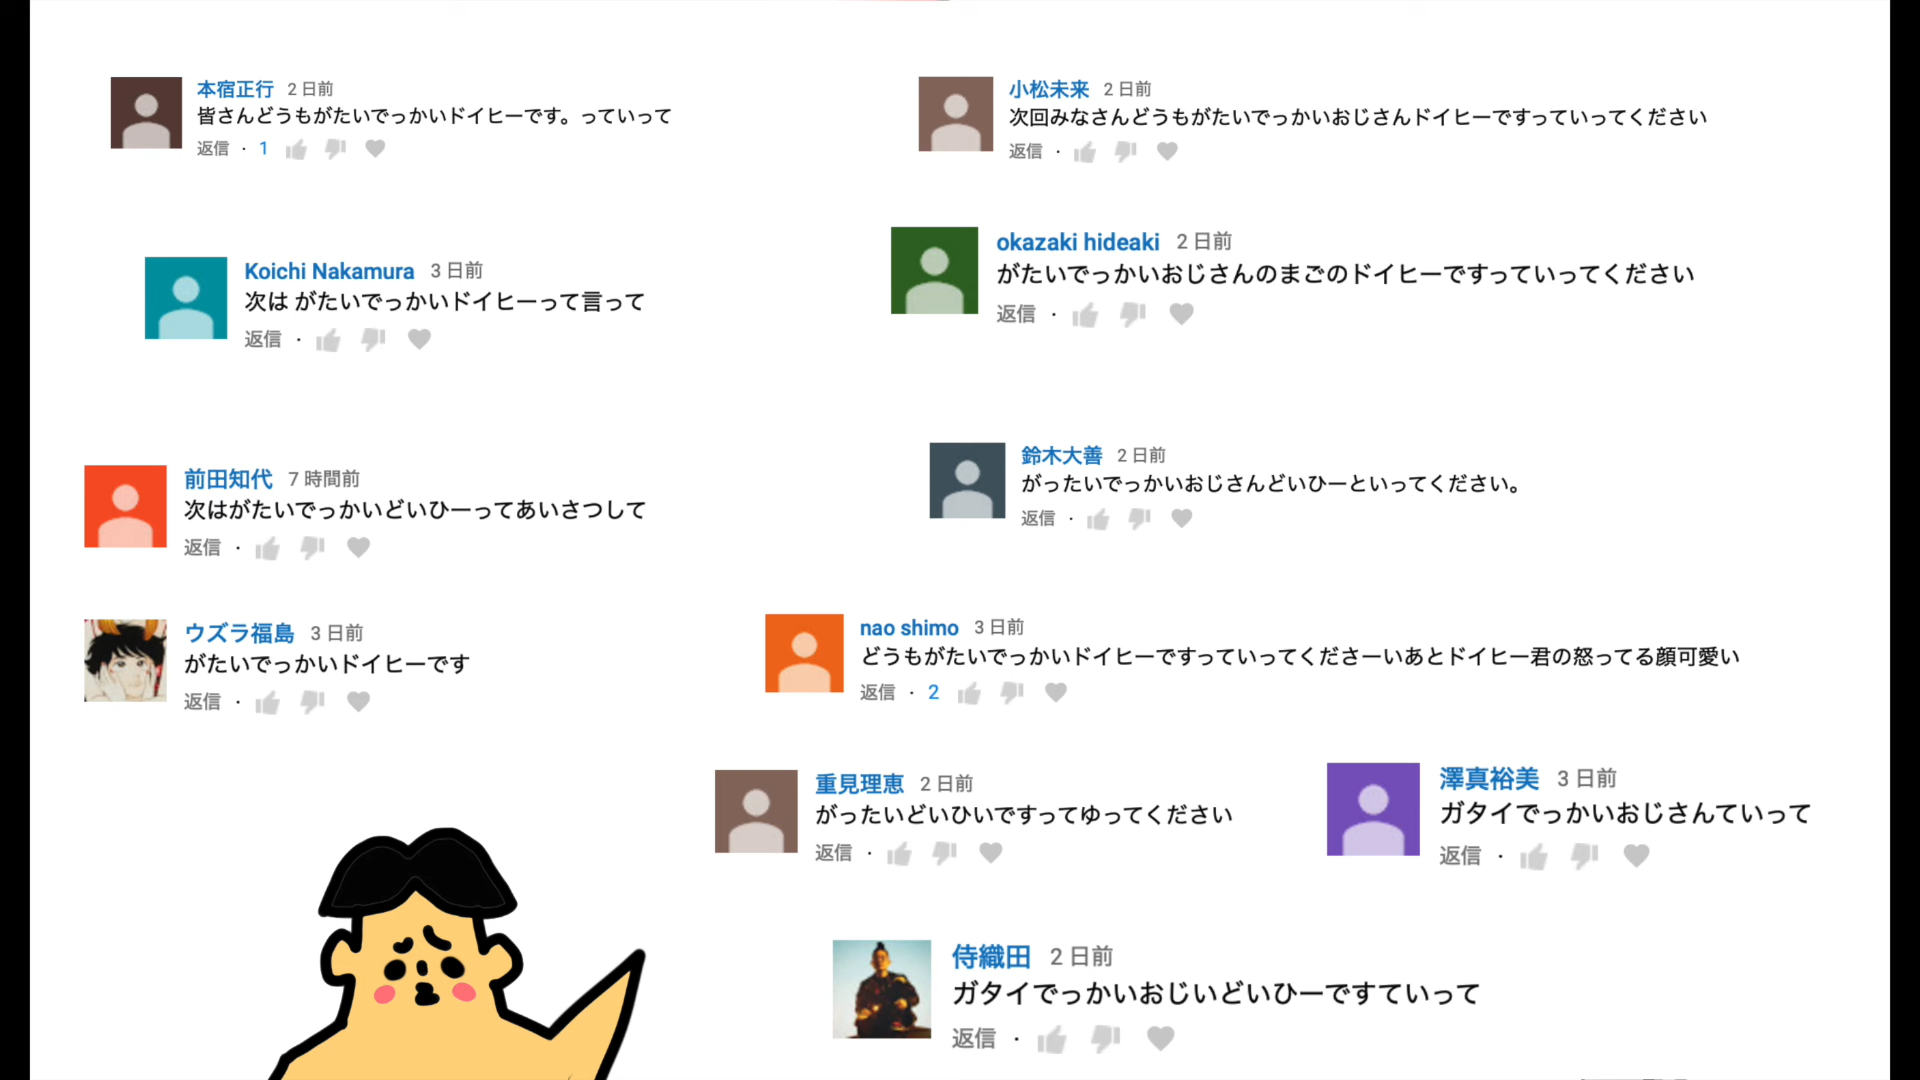 本宿正行 2 日前
皆さんどうもがたいでっかいドイヒーです。っていって
返信 · 1
小松未来 2 日前
次回みなさんどうもがたいでっかいおじさんドイヒーですっていってください
返信 ·
Koichi Nakamura 3 日前
次は がたいでっかいドイヒーって言って
返信 ·
okazaki hideaki 2 日前
がたいでっかいおじさんのまごのドイヒーですっていってください
返信 ·
前田知代 7 時間前
次はがたいでっかいどいひーってあいさつして
返信 ·
鈴木大善 2 日前
がったいでっかいおじさんどいひーといってください。
返信 ·
ウズラ福島 3 日前
がたいでっかいドイヒーです
返信 ·
nao shimo 3 日前
どうもがたいでっかいドイヒーですっていってくださーいあとドイヒー君の怒ってる顔可愛い
返信 · 2
重見理恵 2 日前
がったいどいひいですってゆってください
返信 ·
澤真裕美 3 日前
ガタイでっかいおじさんていって
返信 ·
侍織田 2 日前
ガタイでっかいおじいどいひーですていって
返信 ·